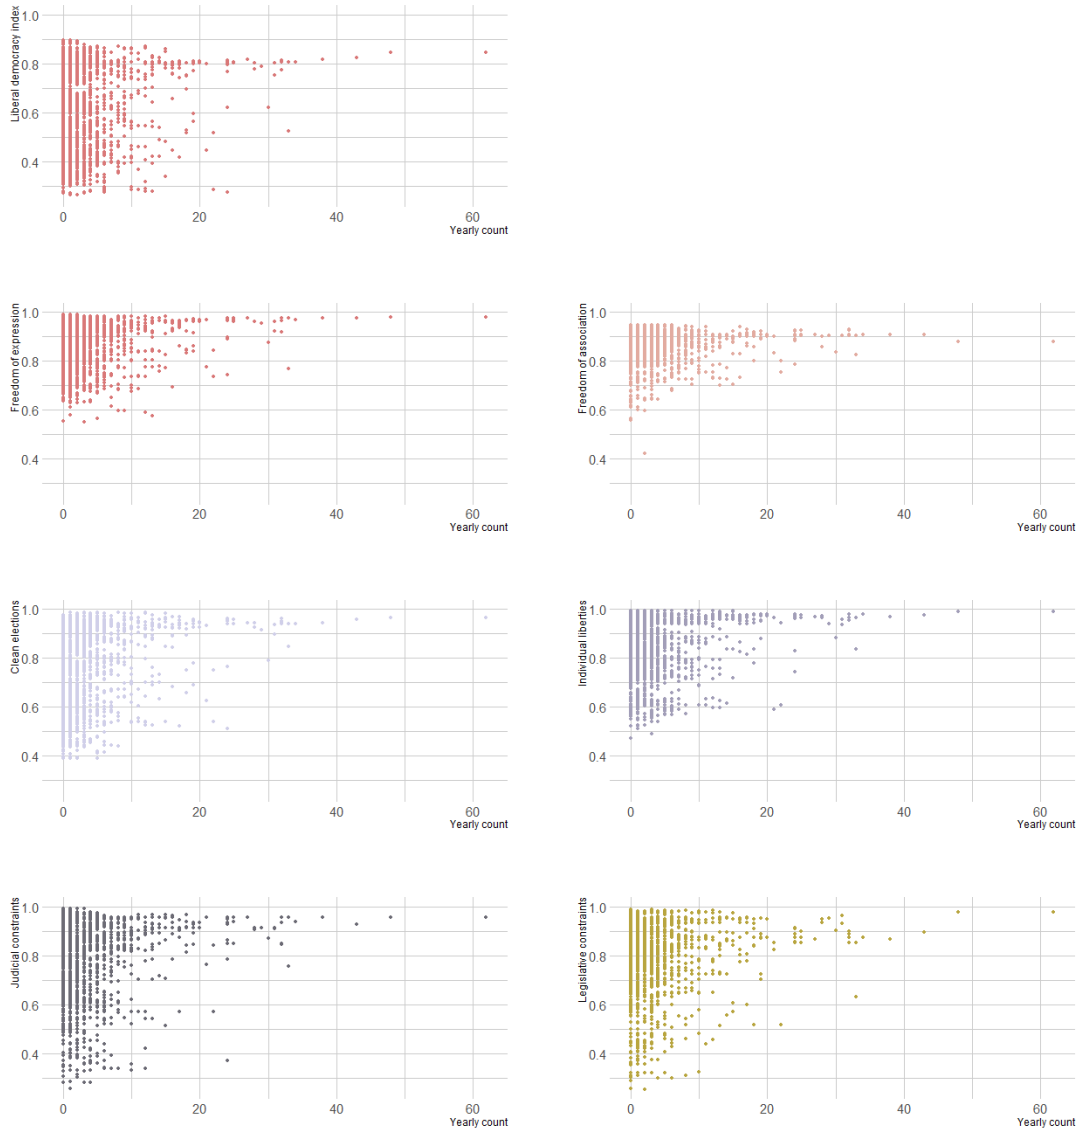 Liberal democracy index
1.0
0.8
0.6
0.4
0 20 40 60
Yearly count
Freedom of expression
1.0
0.8
0.6
0.4
0 20 40 60
Yearly count
Freedom of association
1.0
0.8
0.6
0.4
0 20 40 60
Yearly count
Clean elections
1.0
0.8
0.6
0.4
0 20 40 60
Yearly count
Individual liberties
1.0
0.8
0.6
0.4
0 20 40 60
Yearly count
Judicial constraints
1.0
0.8
0.6
0.4
0 20 40 60
Yearly count
Legislative constraints
1.0
0.8
0.6
0.4
0 20 40 60
Yearly count